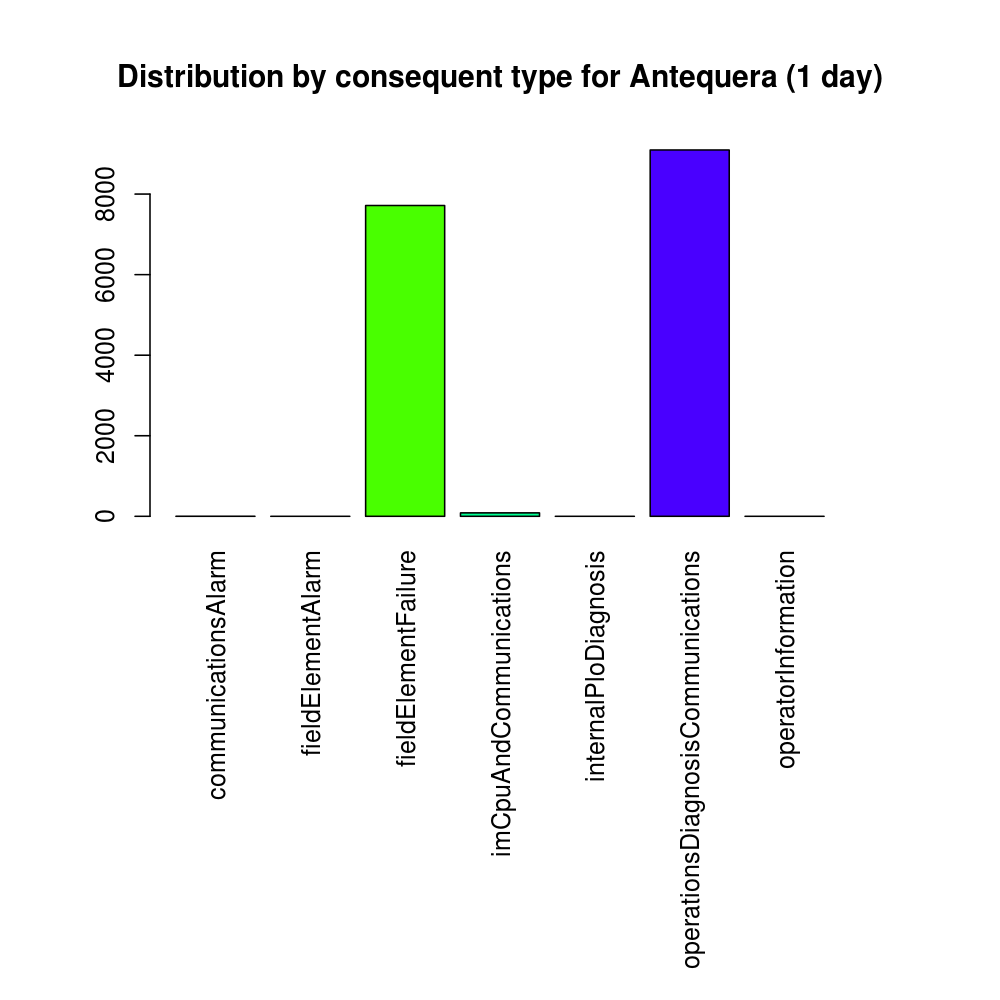 Distribution by consequent type for Antequera (1 day)
8000
6000
4000
2000
0
communicationsAlarm
fieldElementAlarm
fieldElementFailure
imCpuAndCommunications
internalPloDiagnosis
operationsDiagnosisCommunications
operatorInformation